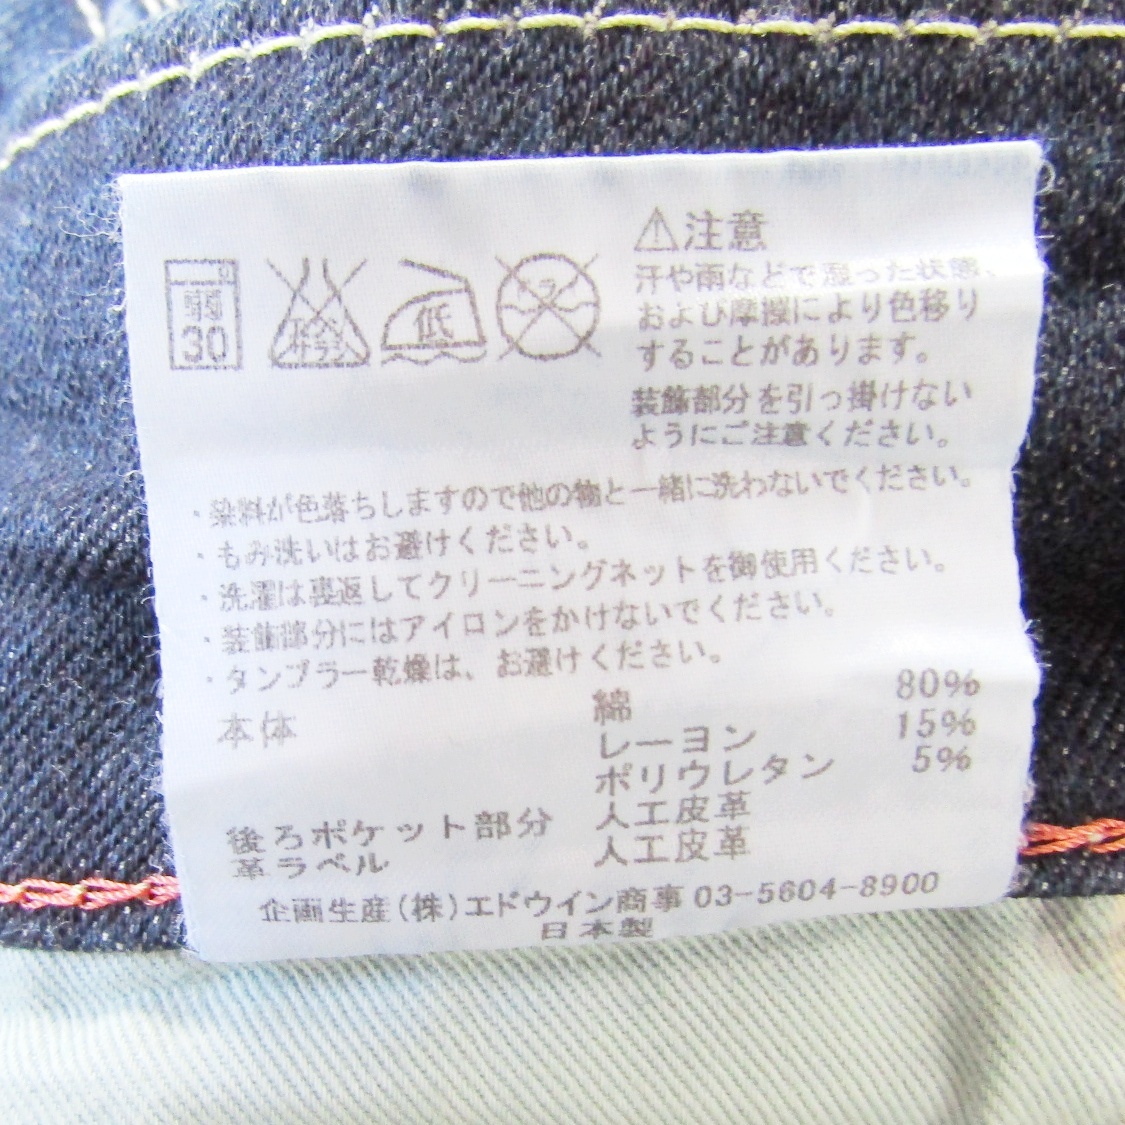 弱
30
エンソ
サラシ
低
ドライ
注意
汗や雨などで湿った状態、
および摩擦により色移り
することがあります。
装飾部分を引っ掛けない
ようにご注意ください。
・染料が色落ちしますので他の物と一緒に洗わないでください。
・もみ洗いはお避けください。
・洗濯は裏返してクリーニングネットを御使用ください。
・装飾部分にはアイロンをかけないでください。
・タンブラー乾燥は、お避けください。
本体 綿 80%
レーヨン 15%
ポリウレタン 5%
後ろポケット部分 人工皮革
革ラベル 人工皮革
企画生産(株)エドウイン商事 03-5604-8900
日本製